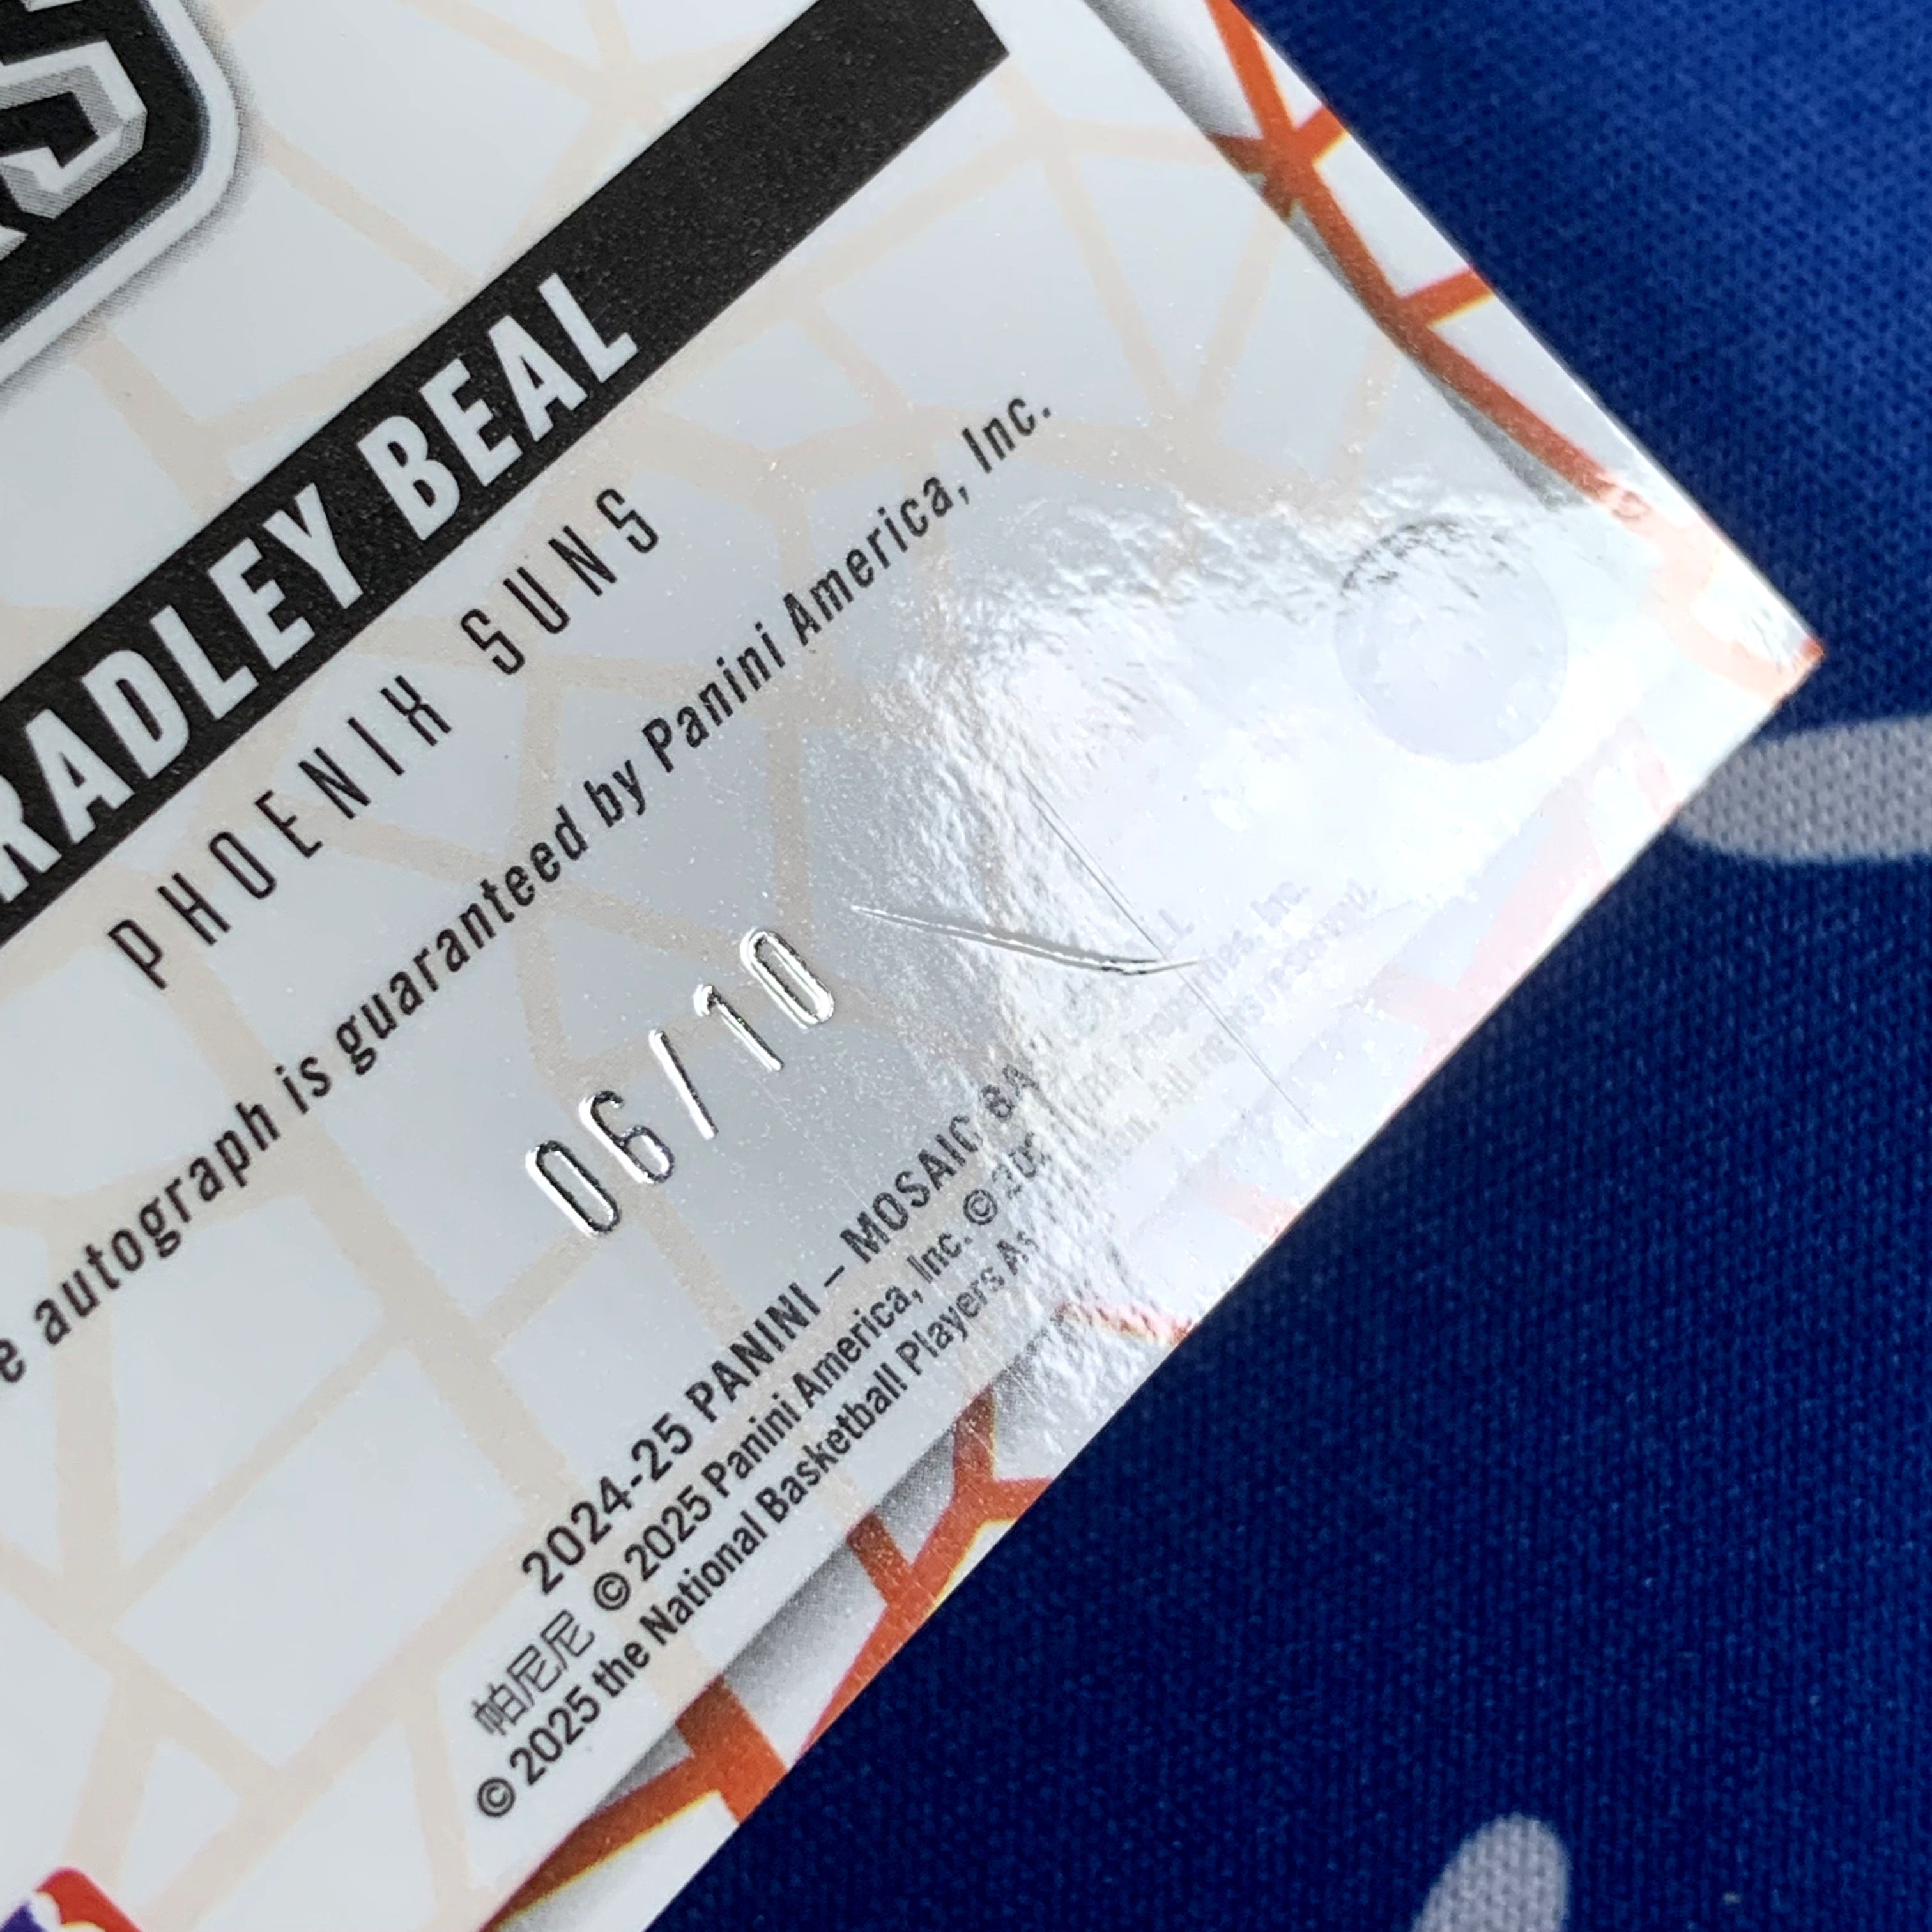 RADLEY BEAL
PHOENIX SUNS
e autograph is guaranteed by Panini America, Inc.
06/10
2024-25 PANINI – MOSAIC BA
帕尼尼 © 2025 Panini America, Inc. © 202
© 2025 the National Basketball Players As